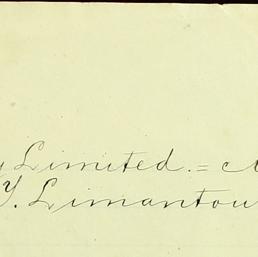 y Limited. =
Y. Limantou